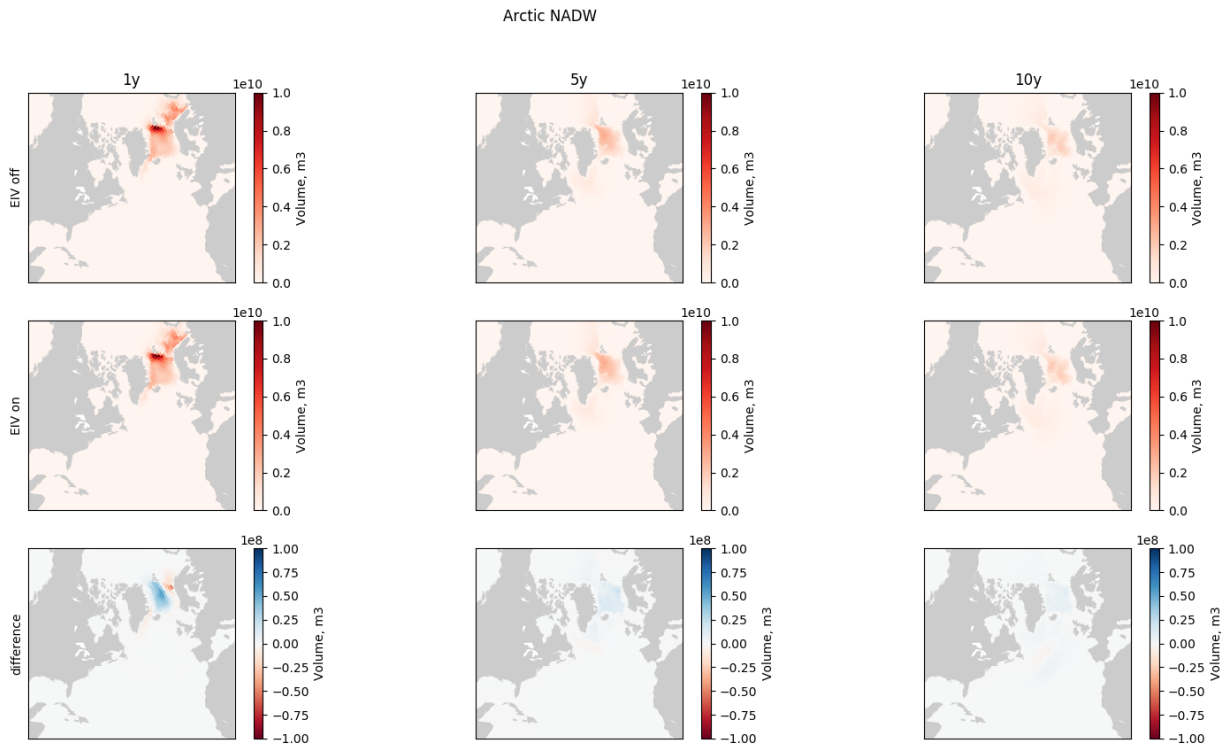 Arctic NADW
1y
1e10
5y
1e10
10y
1e10
EIV off
1.0
0.8
0.6
0.4
0.2
0.0
Volume, m3
1.0
0.8
0.6
0.4
0.2
0.0
Volume, m3
1.0
0.8
0.6
0.4
0.2
0.0
Volume, m3
1e10
1e10
1e10
EIV on
1.0
0.8
0.6
0.4
0.2
0.0
Volume, m3
1.0
0.8
0.6
0.4
0.2
0.0
Volume, m3
1.0
0.8
0.6
0.4
0.2
0.0
Volume, m3
1e8
1e8
1e8
difference
1.00
0.75
0.50
0.25
0.00
−0.25
−0.50
−0.75
−1.00
Volume, m3
1.00
0.75
0.50
0.25
0.00
−0.25
−0.50
−0.75
−1.00
Volume, m3
1.00
0.75
0.50
0.25
0.00
−0.25
−0.50
−0.75
−1.00
Volume, m3